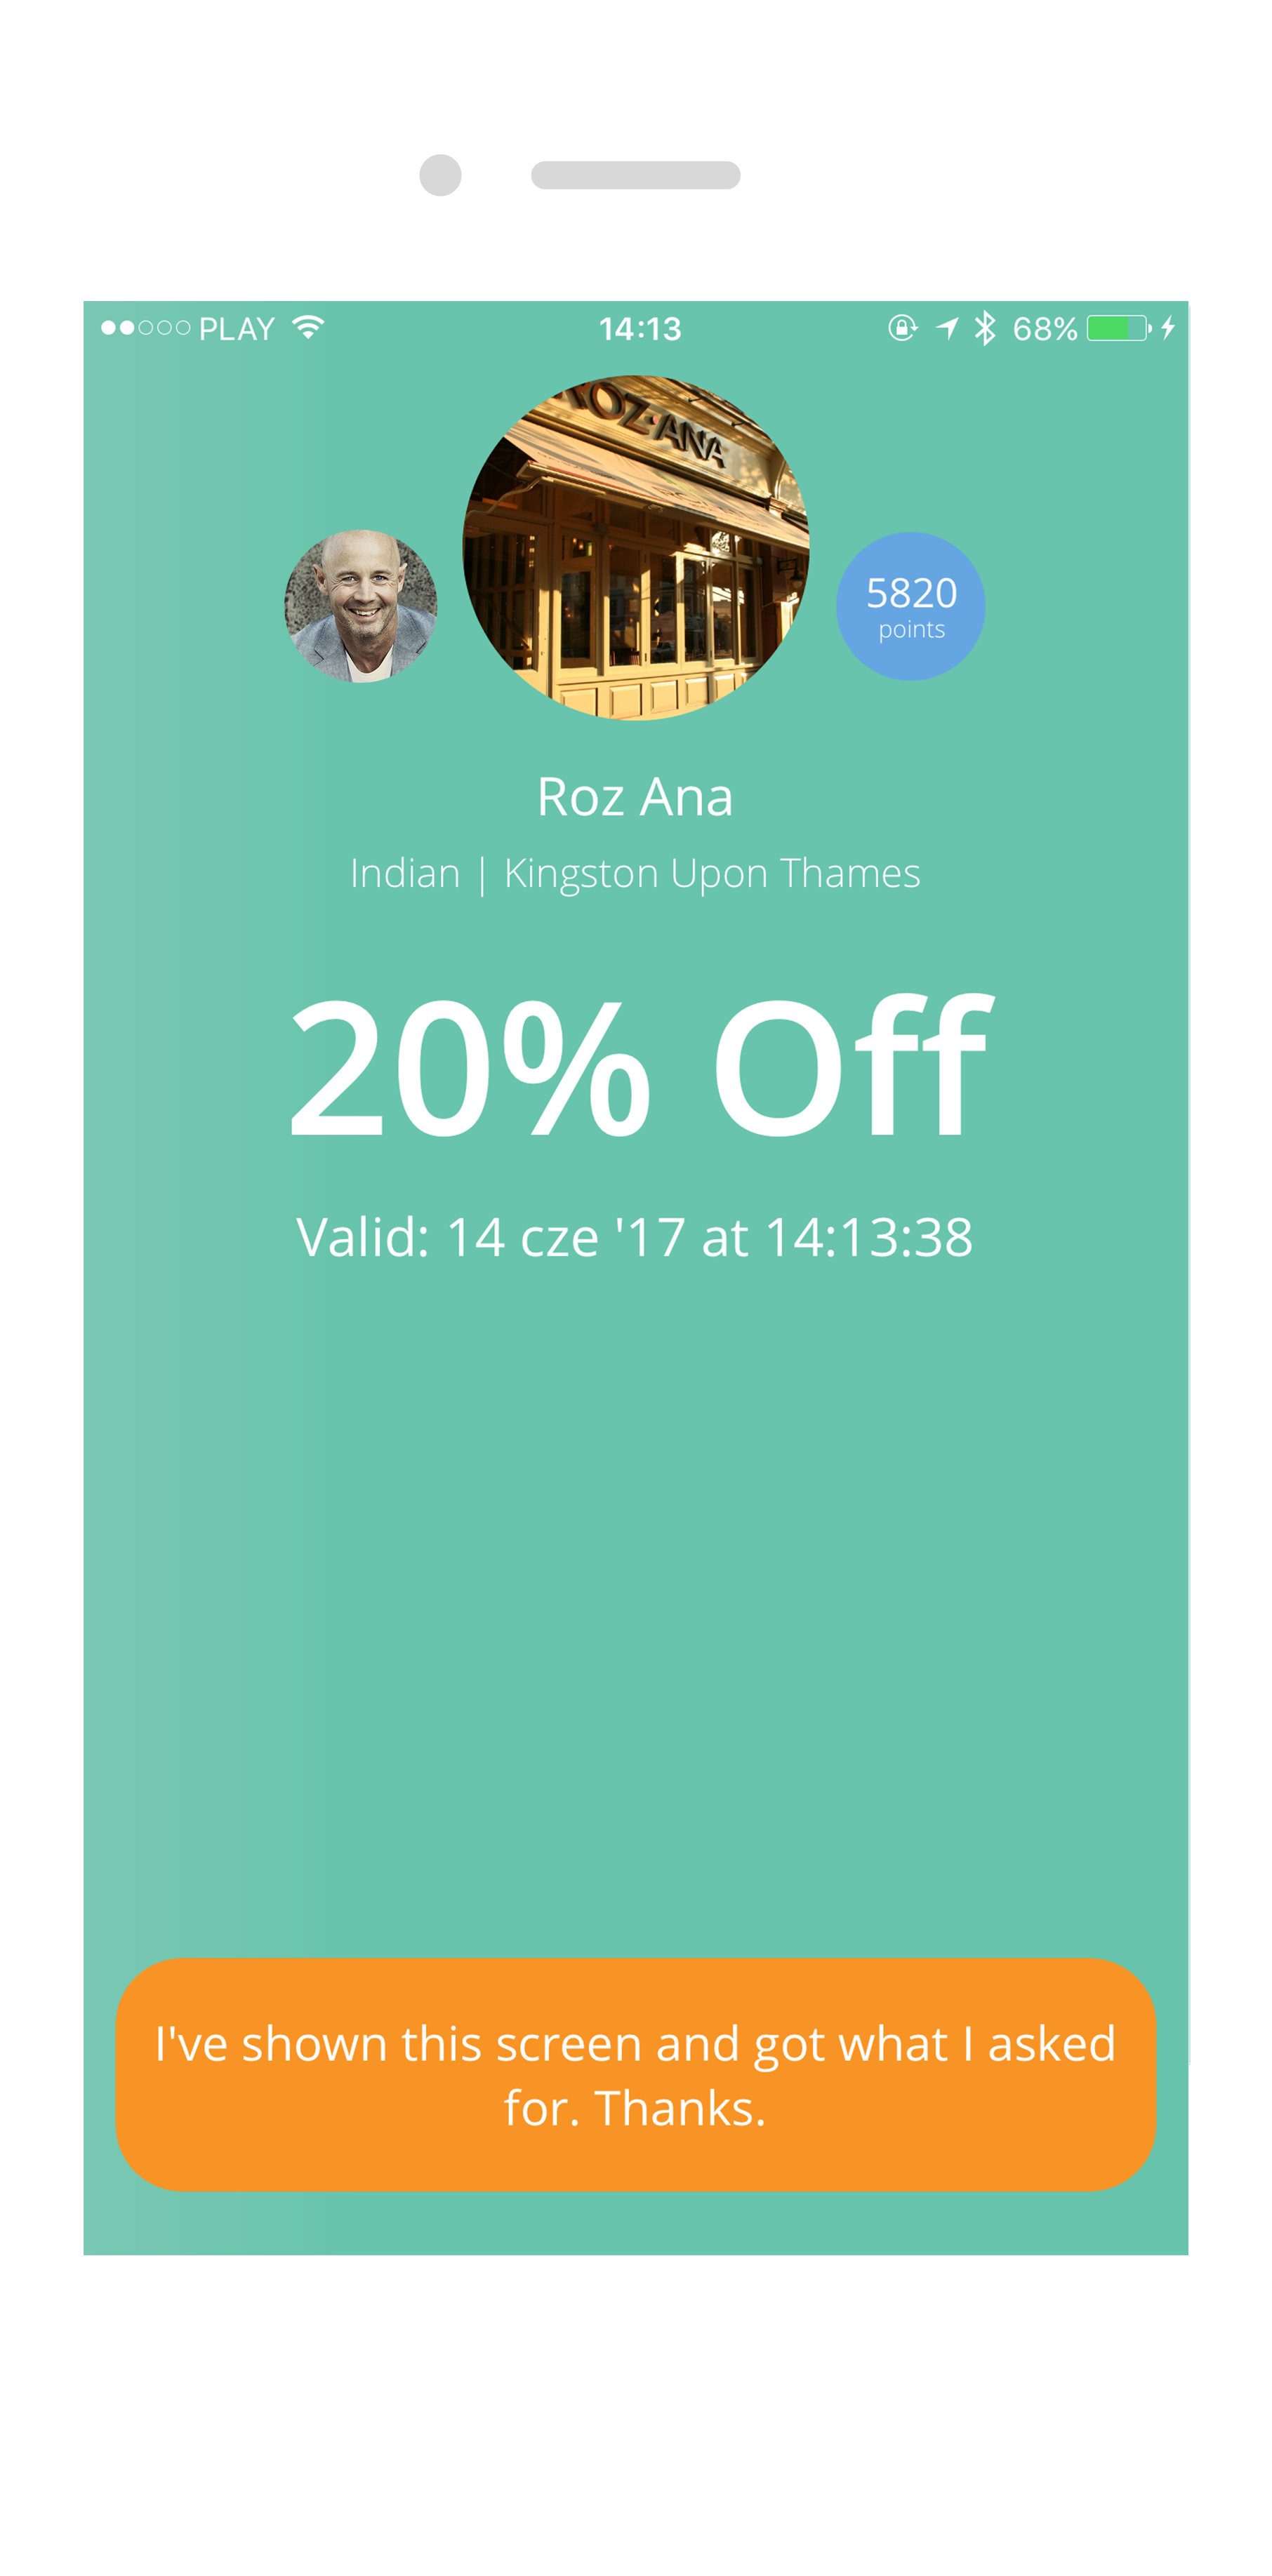 PLAY 14:13 68%
ROZ·ANA
5820
points
Roz Ana
Indian | Kingston Upon Thames
20% Off
Valid: 14 cze '17 at 14:13:38
I've shown this screen and got what I asked
for. Thanks.